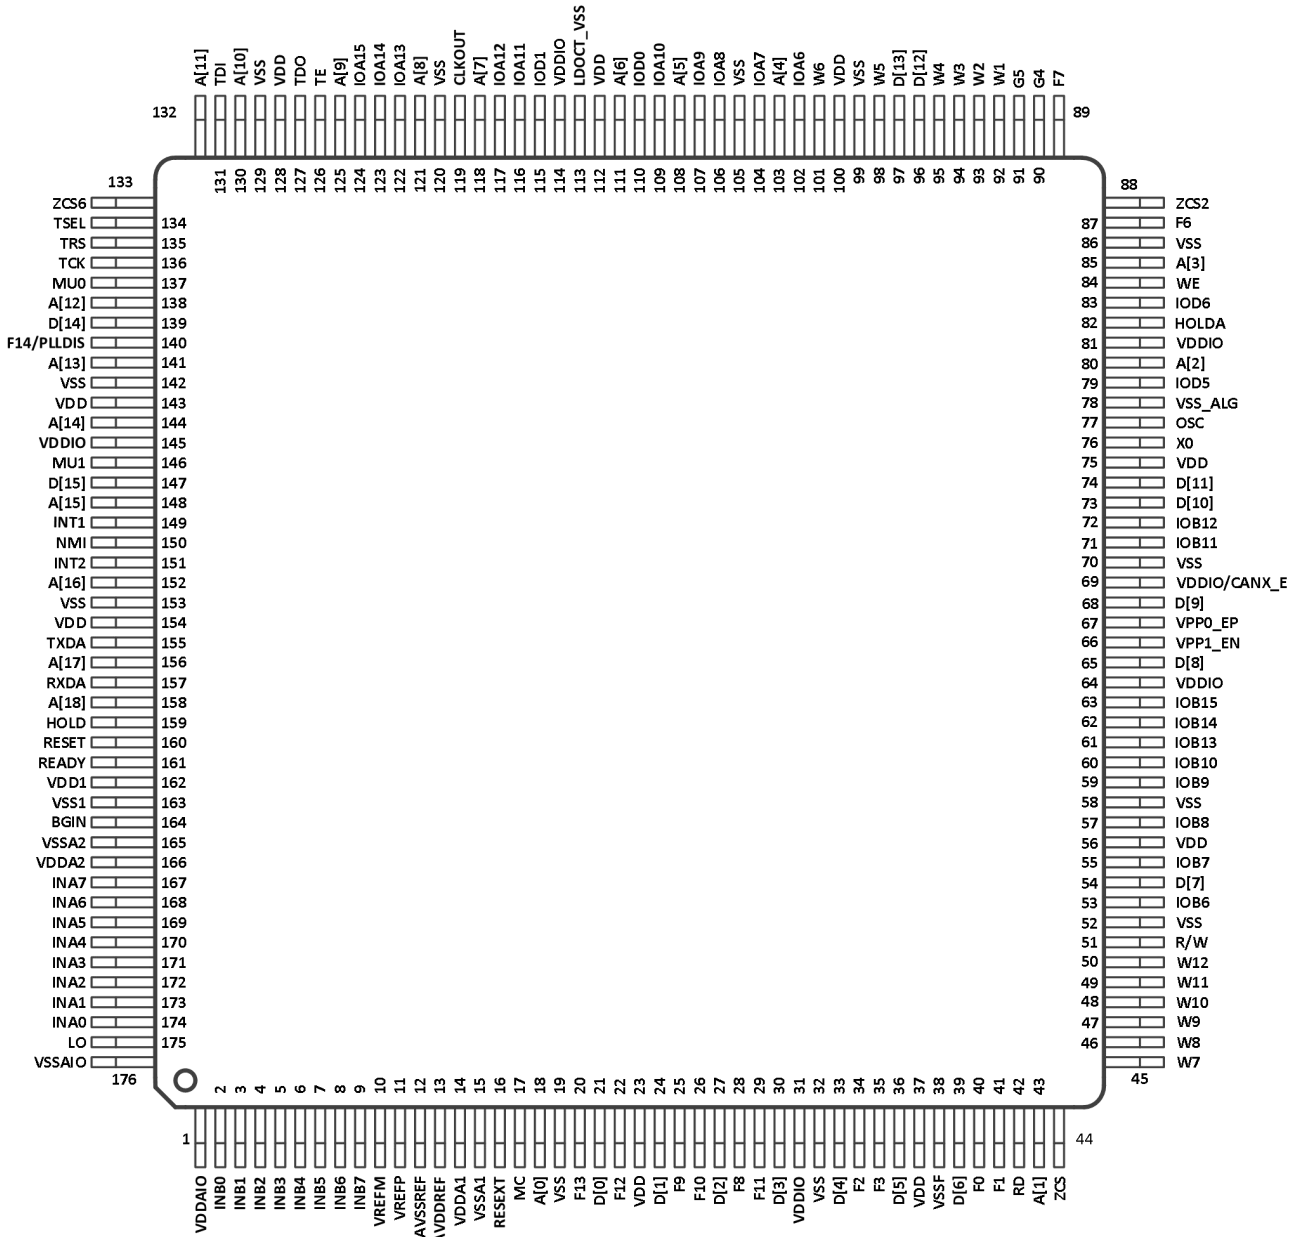 A[11] TDI A[10] VSS VDD TDO TE A[9] IOA15 IOA14 IOA13 A[8] VSS CLKOUT A[7] IOA12 IOA11 IOD1 VDDIO LDOCT_VSS VDD A[6] IOD0 IOA10 A[5] IOA9 IOA8 VSS IOA7 A[4] IOA6 W6 VDD VSS W5 D[13] D[12] W4 W3 W2 W1 G5 G4 F7
132 89
131 130 129 128 127 126 125 124 123 122 121 120 119 118 117 116 115 114 113 112 111 110 109 108 107 106 105 104 103 102 101 100 99 98 97 96 95 94 93 92 91 90
133 88
ZCS6 ZCS2
TSEL 134 87 F6
TRS 135 86 VSS
TCK 136 85 A[3]
MU0 137 84 WE
A[12] 138 83 IOD6
D[14] 139 82 HOLDA
F14/PLLDIS 140 81 VDDIO
A[13] 141 80 A[2]
VSS 142 79 IOD5
VDD 143 78 VSS_ALG
A[14] 144 77 OSC
VDDIO 145 76 X0
MU1 146 75 VDD
D[15] 147 74 D[11]
A[15] 148 73 D[10]
INT1 149 72 IOB12
NMI 150 71 IOB11
INT2 151 70 VSS
A[16] 152 69 VDDIO/CANX_E
VSS 153 68 D[9]
VDD 154 67 VPP0_EP
TXDA 155 66 VPP1_EN
A[17] 156 65 D[8]
RXDA 157 64 VDDIO
A[18] 158 63 IOB15
HOLD 159 62 IOB14
RESET 160 61 IOB13
READY 161 60 IOB10
VDD1 162 59 IOB9
VSS1 163 58 VSS
BGIN 164 57 IOB8
VSSA2 165 56 VDD
VDDA2 166 55 IOB7
INA7 167 54 D[7]
INA6 168 53 IOB6
INA5 169 52 VSS
INA4 170 51 R/W
INA3 171 50 W12
INA2 172 49 W11
INA1 173 48 W10
INA0 174 47 W9
LO 175 46 W8
VSSAIO W7
176 45
2 3 4 5 6 7 8 9 10 11 12 13 14 15 16 17 18 19 20 21 22 23 24 25 26 27 28 29 30 31 32 33 34 35 36 37 38 39 40 41 42 43
1 44
VDDAIO INB0 INB1 INB2 INB3 INB4 INB5 INB6 INB7 VREFM VREFP AVSSREF AVDDREF VDDA1 VSSA1 RESEXT MC A[0] VSS F13 D[0] F12 VDD D[1] F9 F10 D[2] F8 F11 D[3] VDDIO VSS D[4] F2 F3 D[5] VDD VSSF D[6] F0 F1 RD A[1] ZCS